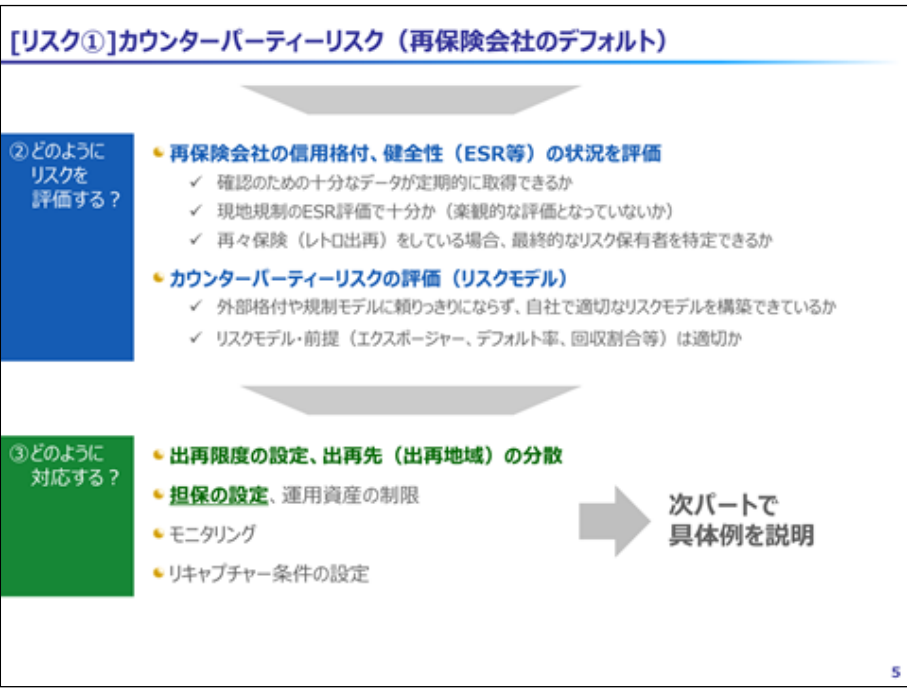 [リスク①]カウンターパーティーリスク（再保険会社のデフォルト）
②どのように
リスクを
評価する？
再保険会社の信用格付、健全性（ESR等）の状況を評価
✓ 確認のための十分なデータが定期的に取得できるか
✓ 現地規制のESR評価で十分か（楽観的な評価となっていないか）
✓ 再々保険（レトロ出再）をしている場合、最終的なリスク保有者を特定できるか
カウンターパーティーリスクの評価（リスクモデル）
✓ 外部格付や規制モデルに頼りっきりにならず、自社で適切なリスクモデルを構築できているか
✓ リスクモデル・前提（エクスポージャー、デフォルト率、回収割合等）は適切か
③どのように
対応する？
出再限度の設定、出再先（出再地域）の分散
担保の設定、運用資産の制限
モニタリング
リキャプチャー条件の設定
次パートで
具体例を説明
5